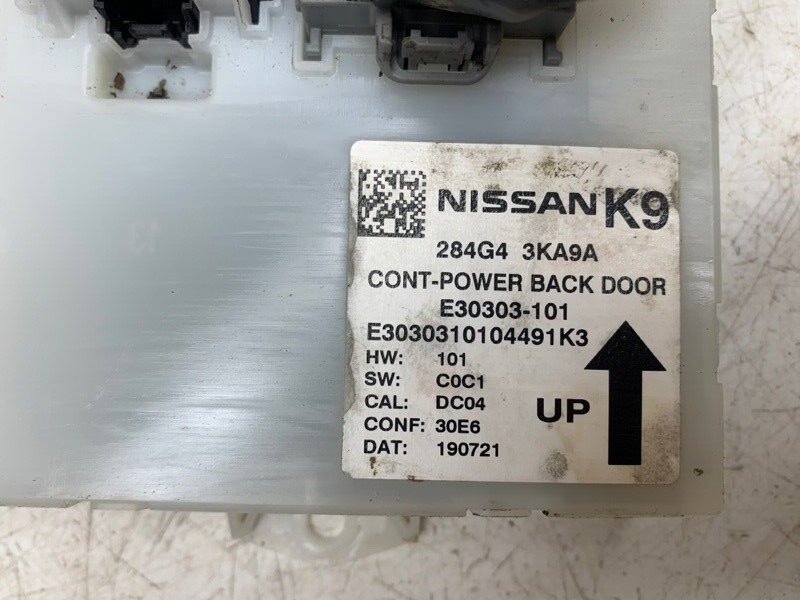 NISSAN K9
284G4 3KA9A
CONT-POWER BACK DOOR
E30303-101
E3030310104491K3
HW: 101
SW: C0C1
CAL: DC04
CONF: 30E6
DAT: 190721
UP